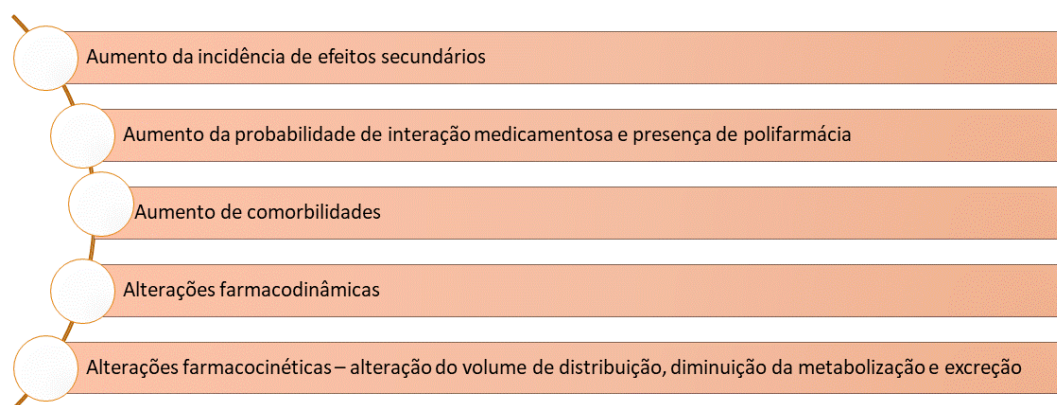 Aumento da incidência de efeitos secundários
Aumento da probabilidade de interação medicamentosa e presença de polifarmácia
Aumento de comorbilidades
Alterações farmacodinâmicas
Alterações farmacocinéticas – alteração do volume de distribuição, diminuição da metabolização e excreção